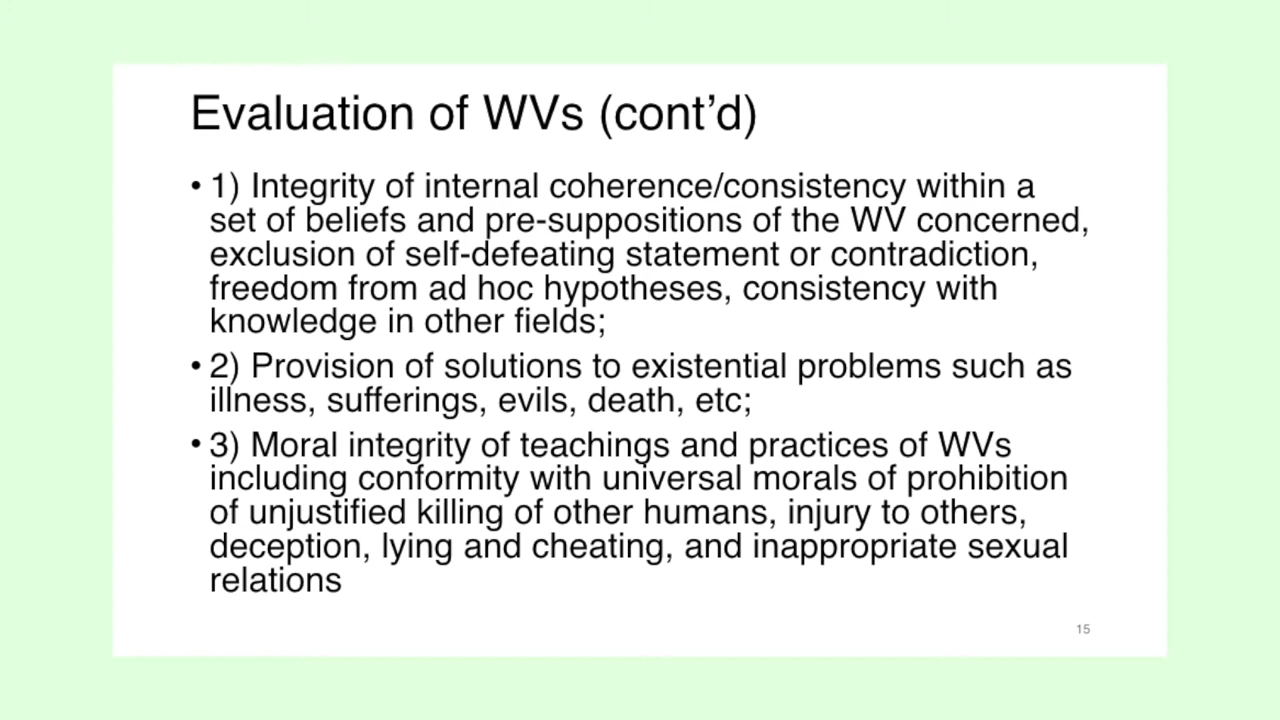 Evaluation of WVs (cont’d)
• 1) Integrity of internal coherence/consistency within a
set of beliefs and pre-suppositions of the WV concerned,
exclusion of self-defeating statement or contradiction,
freedom from ad hoc hypotheses, consistency with
knowledge in other fields;
• 2) Provision of solutions to existential problems such as
illness, sufferings, evils, death, etc;
• 3) Moral integrity of teachings and practices of WVs
including conformity with universal morals of prohibition
of unjustified killing of other humans, injury to others,
deception, lying and cheating, and inappropriate sexual
relations
15